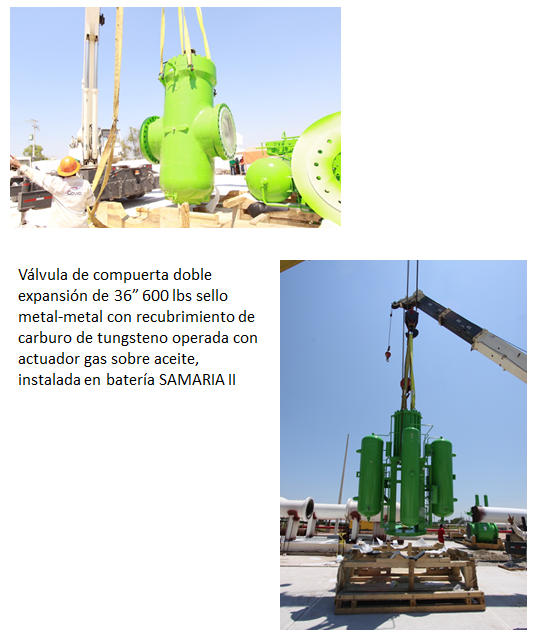 Válvula de compuerta doble
expansión de 36” 600 lbs sello
metal-metal con recubrimiento de
carburo de tungsteno operada con
actuador gas sobre aceite,
instalada en batería SAMARIA II